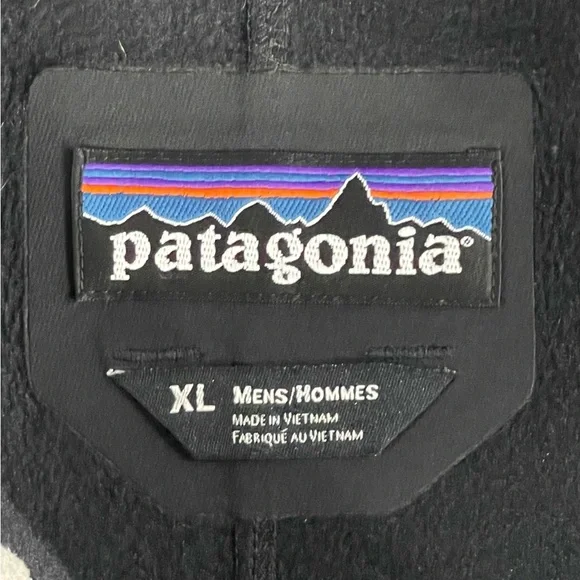 patagonia®
XL MENS/HOMMES
MADE IN VIETNAM
FABRIQUÉ AU VIETNAM